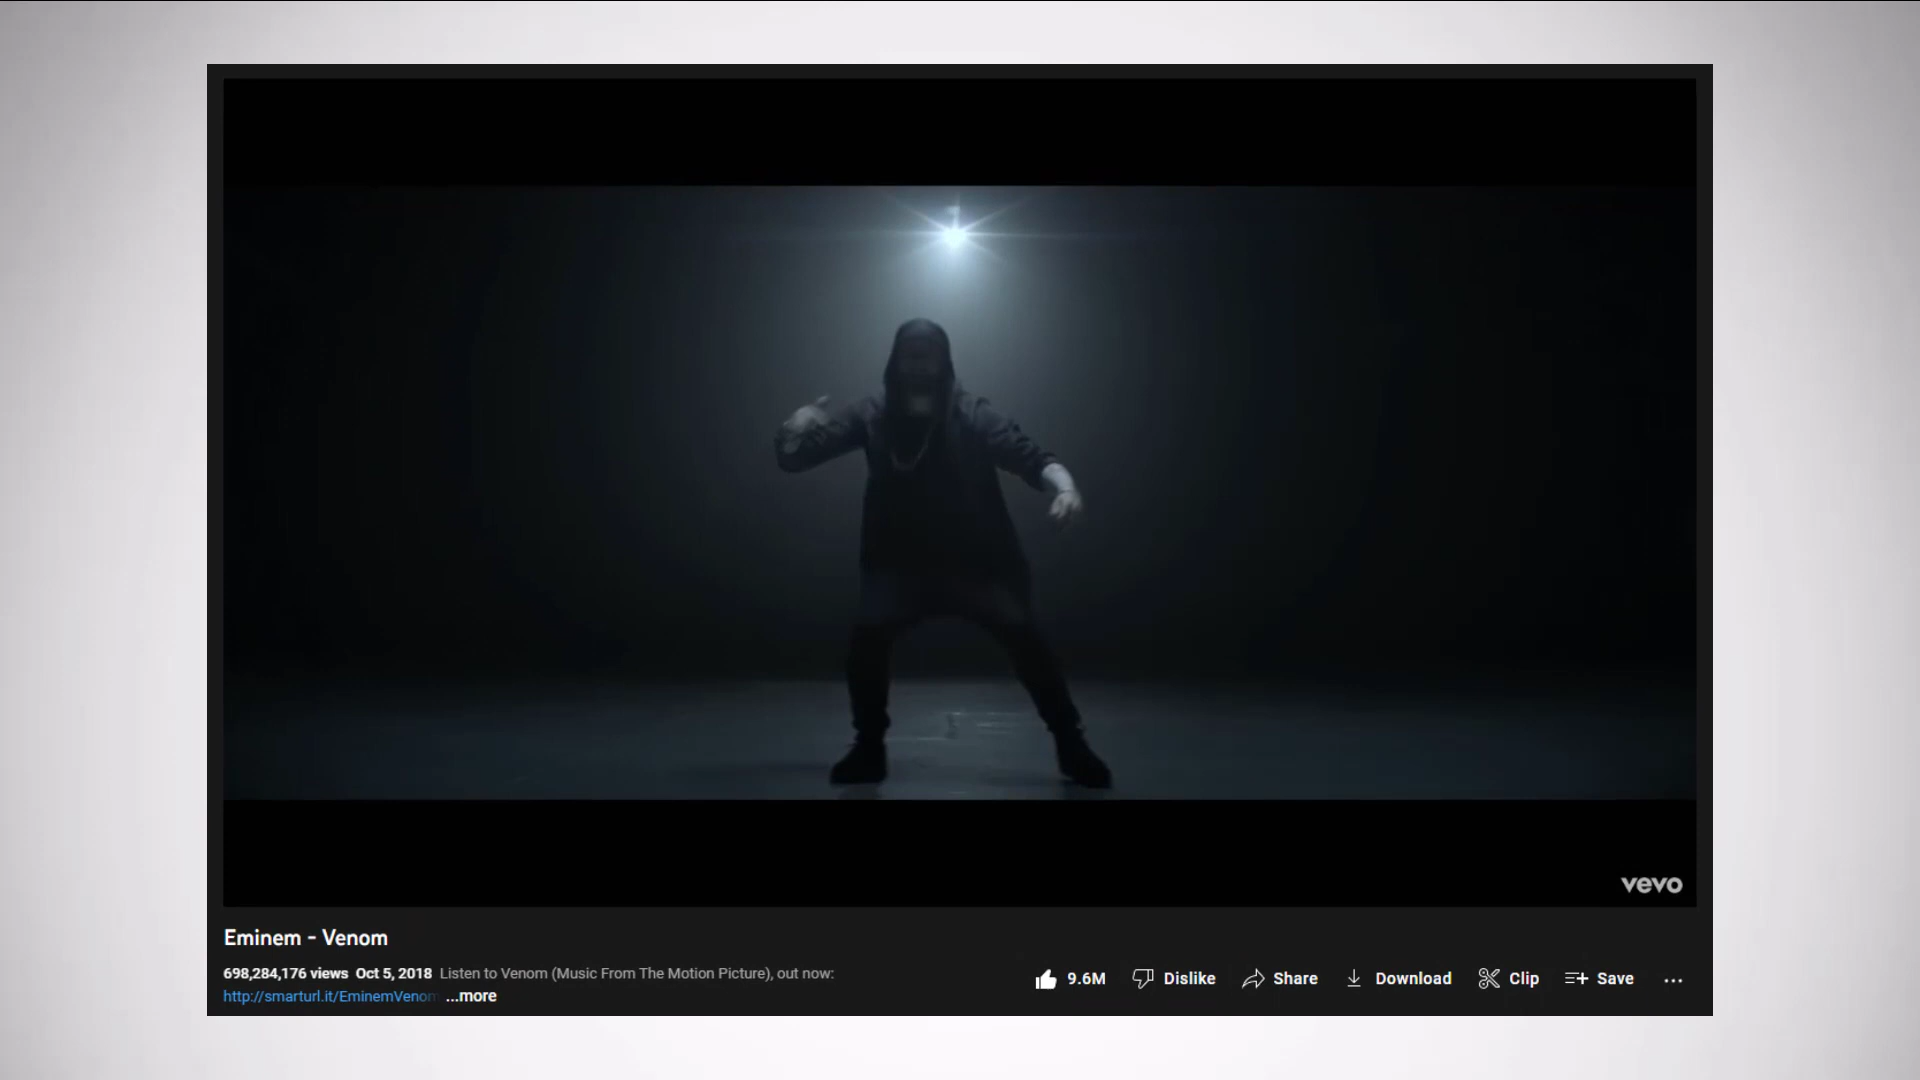 vevo
Eminem - Venom
698,284,176 views Oct 5, 2018 Listen to Venom (Music From The Motion Picture), out now:
http://smarturl.it/EminemVenom ...more
9.6M Dislike Share Download Clip Save